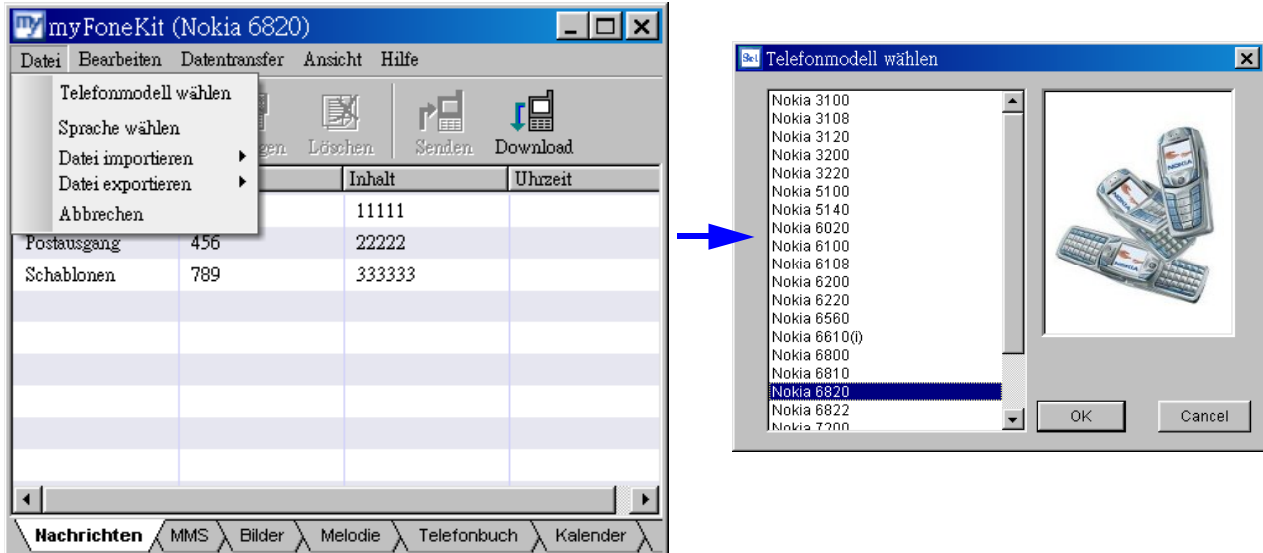 myFoneKit (Nokia 6820)
Datei Bearbeiten Datentransfer Ansicht Hilfe
Telefonmodell wählen
Sprache wählen
Datei importieren
Datei exportieren
Abbrechen
Löschen Senden Download
Inhalt Uhrzeit
11111
Postausgang 456 22222
Schablonen 789 333333
Nachrichten MMS Bilder Melodie Telefonbuch Kalender
Telefonmodell wählen
Nokia 3100
Nokia 3108
Nokia 3120
Nokia 3200
Nokia 3220
Nokia 5100
Nokia 5140
Nokia 6020
Nokia 6100
Nokia 6108
Nokia 6200
Nokia 6220
Nokia 6560
Nokia 6610(i)
Nokia 6800
Nokia 6810
Nokia 6820
Nokia 6822
Nokia 7200
OK Cancel